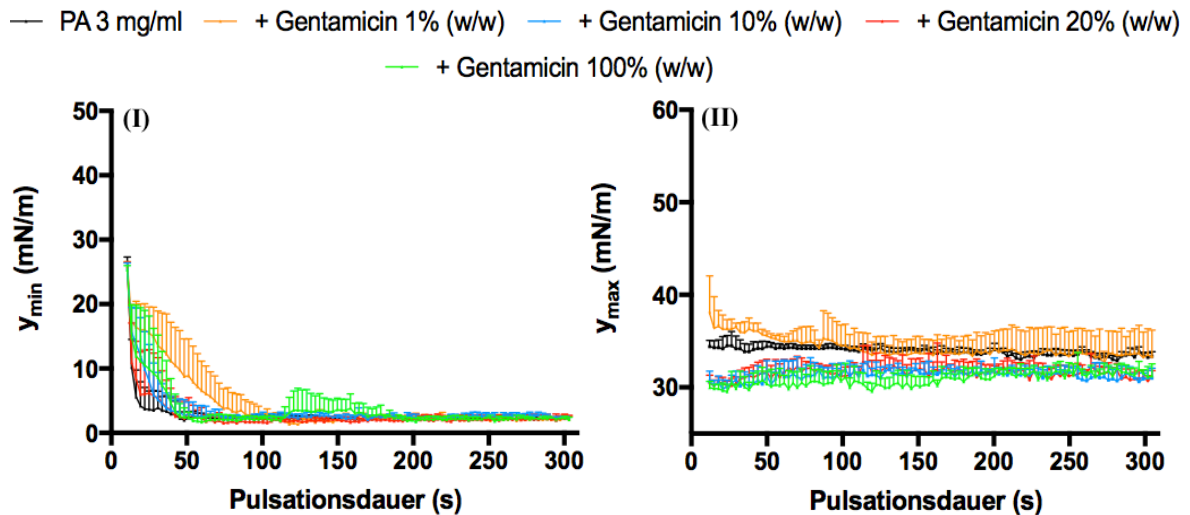 PA 3 mg/ml + Gentamicin 1% (w/w) + Gentamicin 10% (w/w) + Gentamicin 20% (w/w)
+ Gentamicin 100% (w/w)
(I)
50
40
30
20
10
0
ymin (mN/m)
0 50 100 150 200 250 300
Pulsationsdauer (s)
(II)
60
50
40
30
ymax (mN/m)
0 50 100 150 200 250 300
Pulsationsdauer (s)